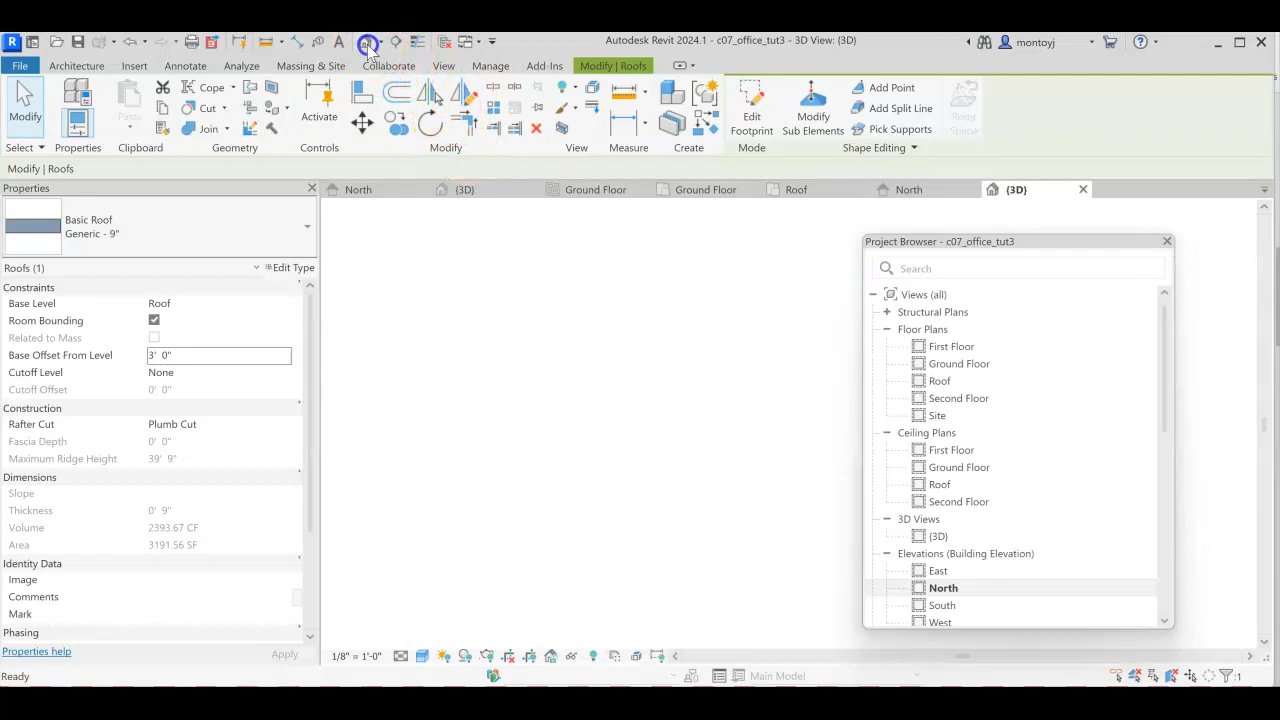 R
A
Autodesk Revit 2024.1 - c07_office_tut3 - 3D View: {3D}
montoyj
?
File Architecture Insert Annotate Analyze Massing & Site Collaborate View Manage Add-Ins Modify | Roofs
Modify
Paste
Cope
Cut
Join
Activate
Edit Footprint
Modify Sub Elements
Add Point
Add Split Line
Pick Supports
Reset Shape
Select Properties Clipboard Geometry Controls Modify View Measure Create Mode Shape Editing
Modify | Roofs
Properties
North {3D} Ground Floor Ground Floor Roof North {3D}
Basic Roof
Generic - 9"
Roofs (1) Edit Type
Constraints
Base Level Roof
Room Bounding
Related to Mass
Base Offset From Level 3' 0"
Cutoff Level None
Cutoff Offset 0' 0"
Construction
Rafter Cut Plumb Cut
Fascia Depth 0' 0"
Maximum Ridge Height 39' 9"
Dimensions
Slope
Thickness 0' 9"
Volume 2393.67 CF
Area 3191.56 SF
Identity Data
Image
Comments
Mark
Phasing
Properties help Apply
Project Browser - c07_office_tut3
Search
Views (all)
Structural Plans
Floor Plans
First Floor
Ground Floor
Roof
Second Floor
Site
Ceiling Plans
First Floor
Ground Floor
Roof
Second Floor
3D Views
{3D}
Elevations (Building Elevation)
East
North
South
West
1/8" = 1'-0"
Ready
Main Model
:1